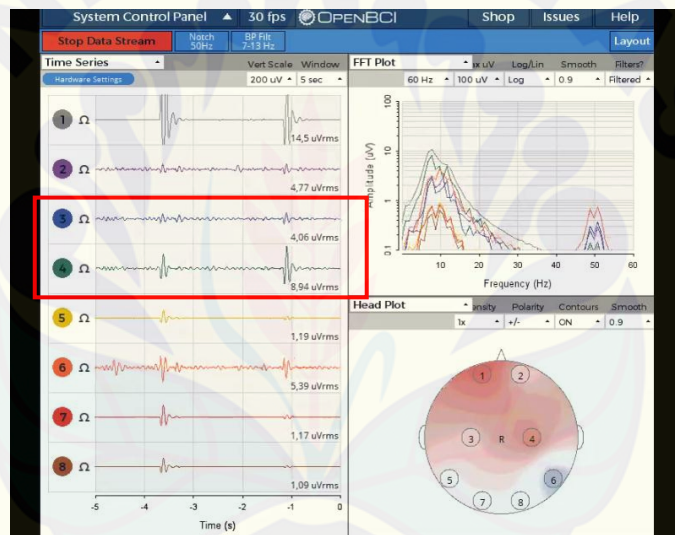 System Control Panel 30 fps OPENBCI Shop Issues Help
Stop Data Stream Notch 50Hz BP Filt 7-13 Hz Layout
Time Series Vert Scale Window
Hardware Settings 200 uV 5 sec
1 Ω 14,5 uVrms
2 Ω 4,77 uVrms
3 Ω 4,06 uVrms
4 Ω 8,94 uVrms
5 Ω 1,19 uVrms
6 Ω 5,39 uVrms
7 Ω 1,17 uVrms
8 Ω 1,09 uVrms
-5 -4 -3 -2 -1 0
Time (s)
FFT Plot Log/Lin Smooth Filters?
60 Hz 100 uV Log 0.9 Filtered
100
10
1
0.1
Amplitude (uV)
10 20 30 40 50 60
Frequency (Hz)
Head Plot Polarity Contours Smooth
1x +/- ON 0.9
1 2
3 R 4
5 6
7 8